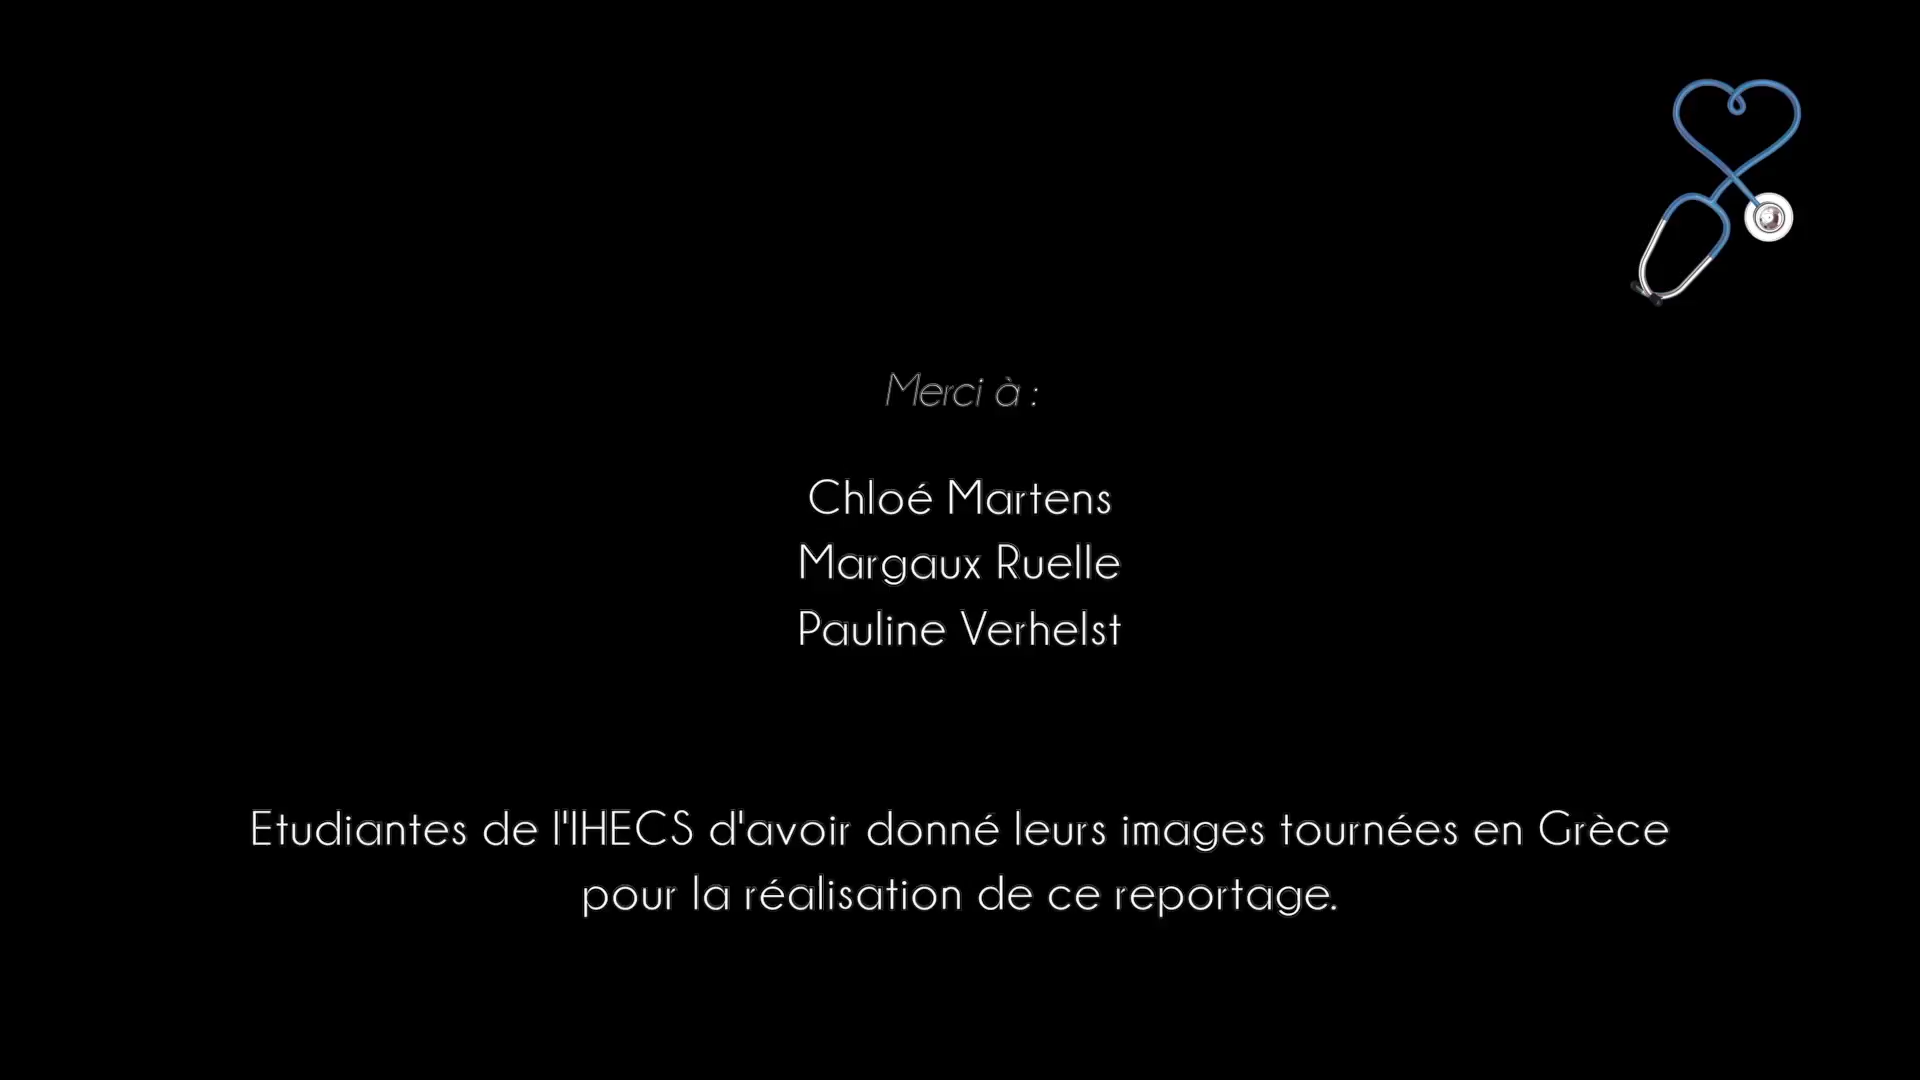 Merci à :
Chloé Martens
Margaux Ruelle
Pauline Verhelst
Etudiantes de l'IHECS d'avoir donné leurs images tournées en Grèce
pour la réalisation de ce reportage.